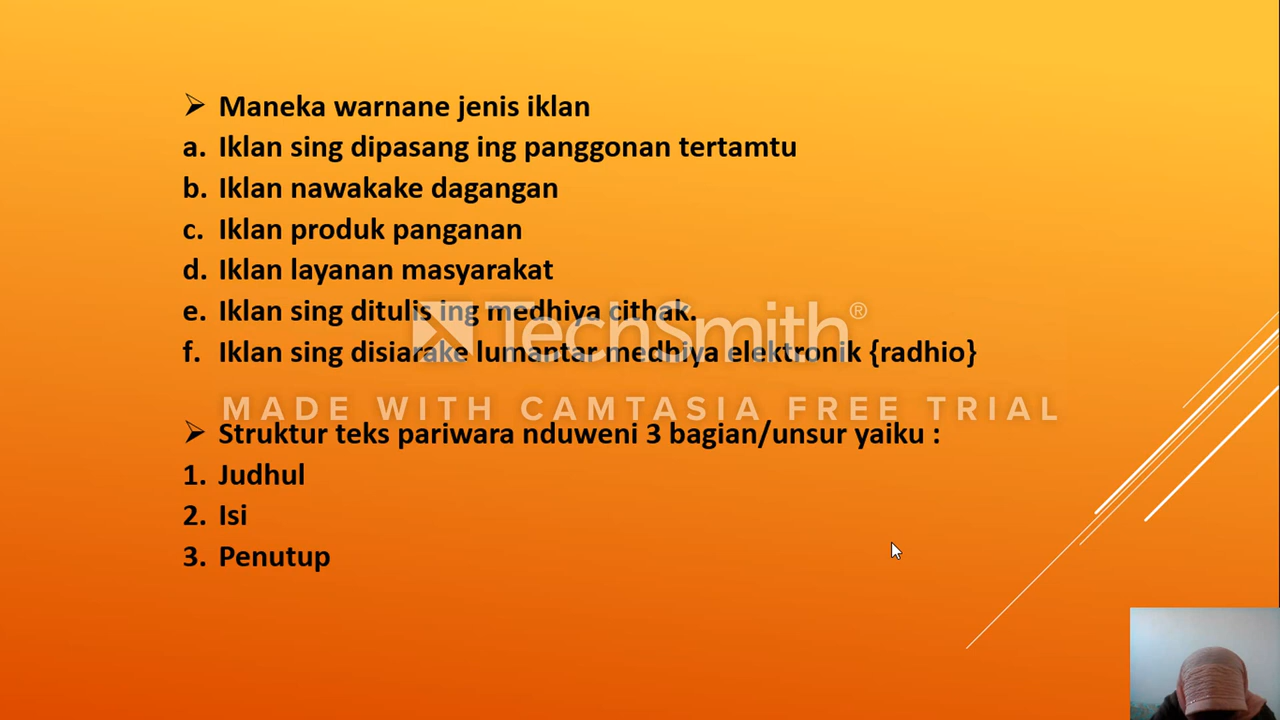 ➢ Maneka warnane jenis iklan
a. Iklan sing dipasang ing panggonan tertamtu
b. Iklan nawakake dagangan
c. Iklan produk panganan
d. Iklan layanan masyarakat
e. Iklan sing ditulis ing medhiya cithak.
TechSmith®
f. Iklan sing disiarake lumantar medhiya elektronik {radhio}
MADE WITH CAMTASIA FREE TRIAL
➢ Struktur teks pariwara nduweni 3 bagian/unsur yaiku :
1. Judhul
2. Isi
3. Penutup